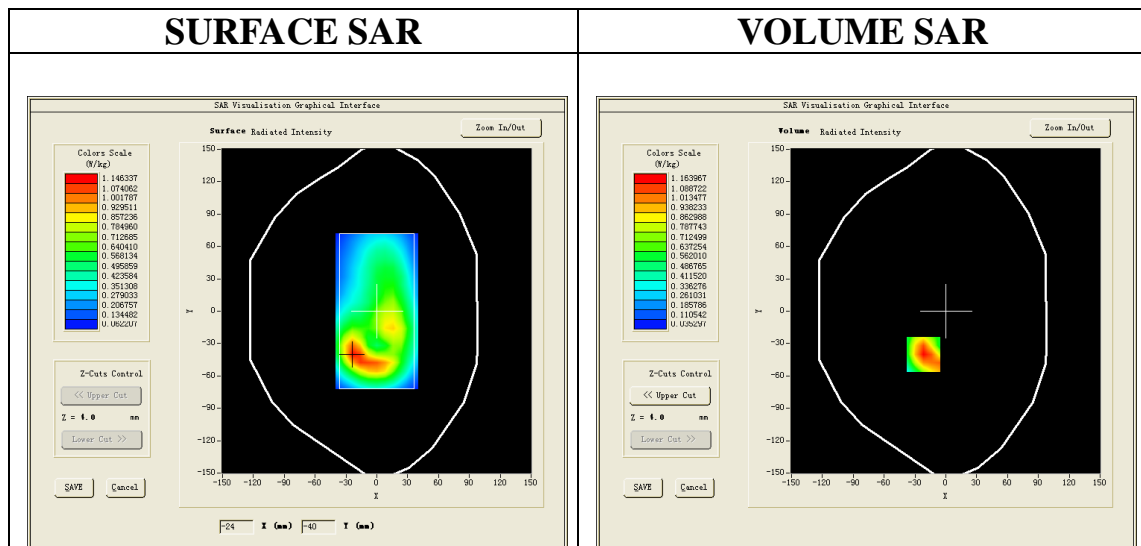 SURFACE SAR
VOLUME SAR
SAR Visualisation Graphical Interface
Surface Radiated Intensity
Zoom In/Out
Colors Scale
(W/kg)
1.146337
1.074062
1.001787
0.929511
0.857236
0.784960
0.712685
0.640410
0.568134
0.495859
0.423584
0.351308
0.279033
0.206757
0.134482
0.062207
Z-Cuts Control
<< Upper Cut
Z = 4.0 mm
Lower Cut >>
SAVE
Cancel
150
120
90
60
30
0
-30
-60
-90
-120
-150
Y
-150 -120 -90 -60 -30 0 30 60 90 120 150
X
-24 X (mm) -40 Y (mm)
SAR Visualisation Graphical Interface
Volume Radiated Intensity
Zoom In/Out
Colors Scale
(W/kg)
1.163967
1.088722
1.013477
0.938233
0.862988
0.787743
0.712499
0.637254
0.562010
0.486765
0.411520
0.336276
0.261031
0.185786
0.110542
0.035297
Z-Cuts Control
<< Upper Cut
Z = 4.0 mm
Lower Cut >>
SAVE
Cancel
150
120
90
60
30
0
-30
-60
-90
-120
-150
Y
-150 -120 -90 -60 -30 0 30 60 90 120 150
X